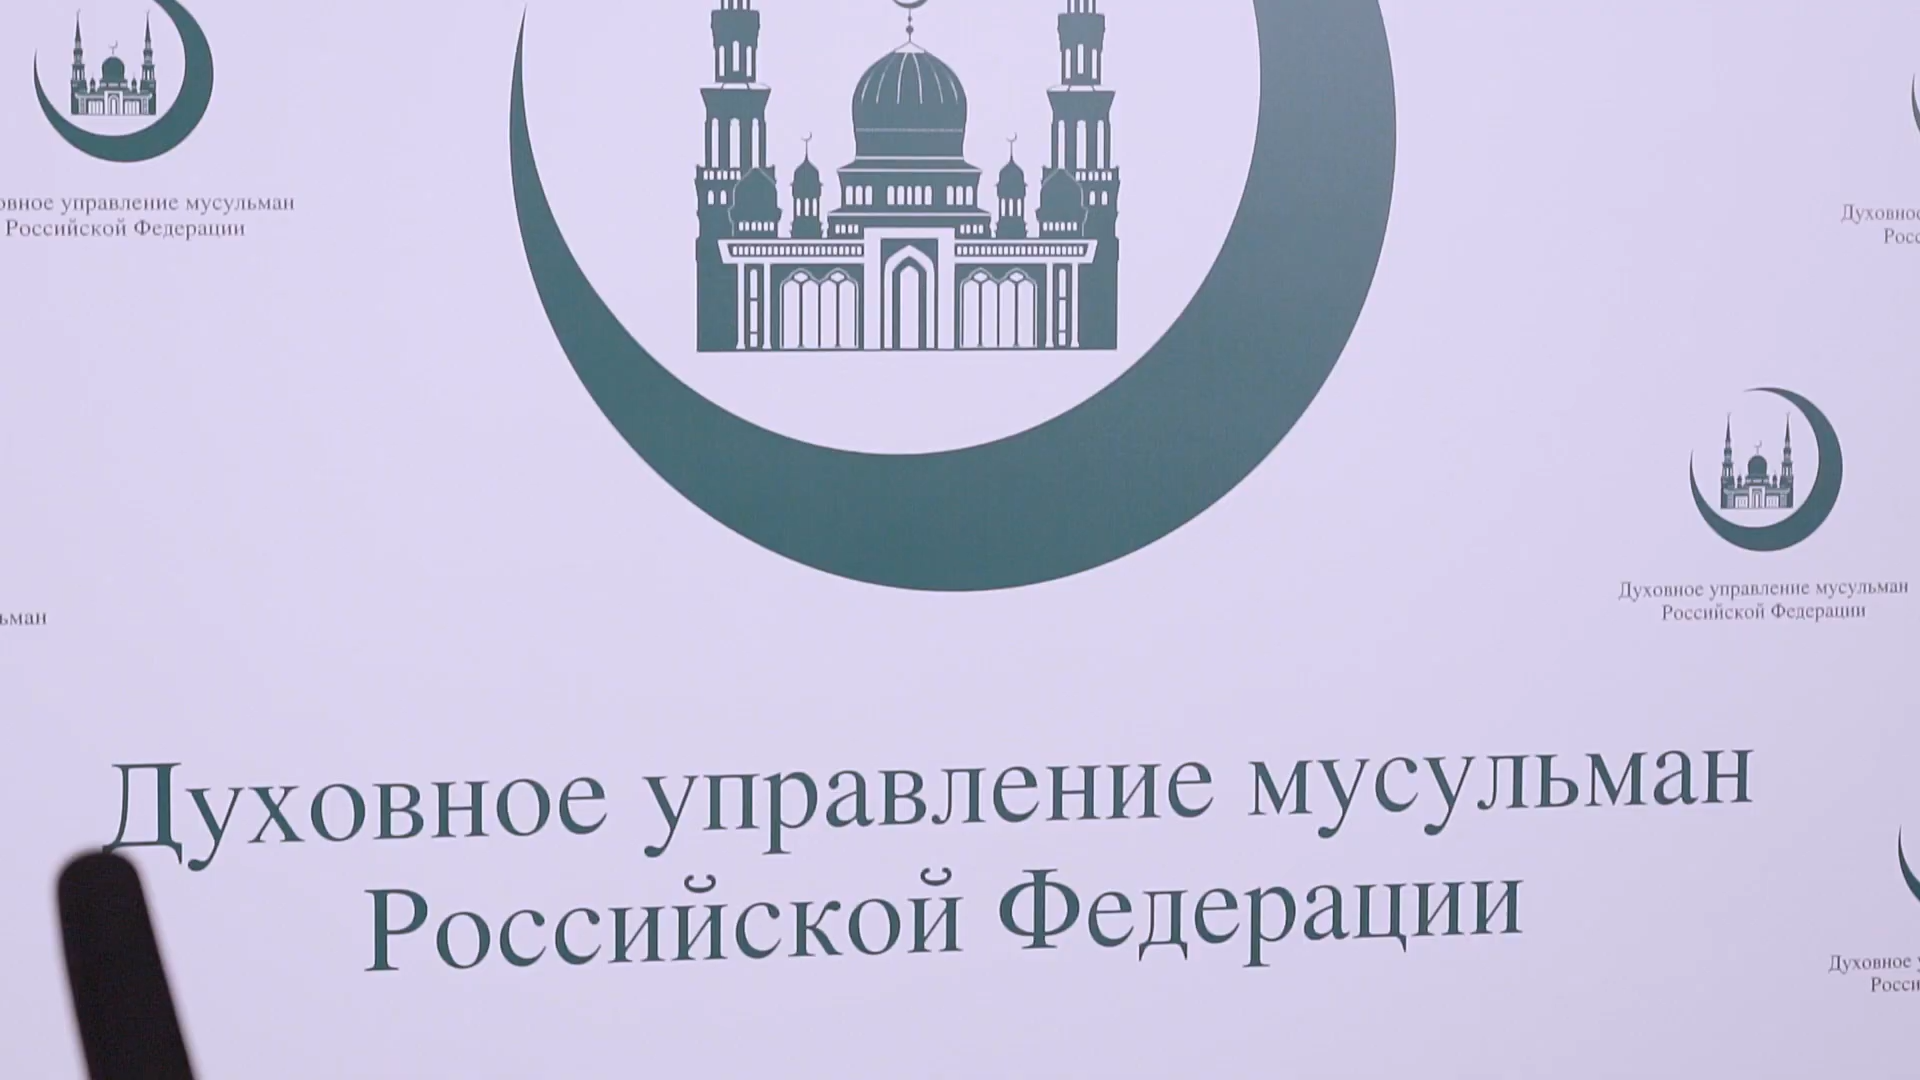 управление мусульман
Российской Федерации
Духовное управление мусульман
Российской Федерации
Духовное управление мусульман
Российской Федерации
Духовное